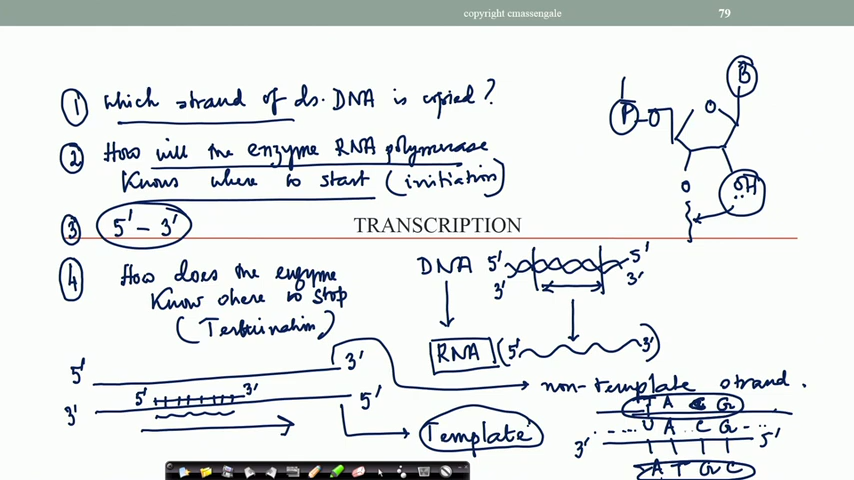 copyright cmassengale
79
① Which strand of ds. DNA is copied?
② How will the enzyme RNA polymerase
Knows where to start (initiation)
③ 5' – 3'
TRANSCRIPTION
④ How does the enzyme
Know where to stop
(Termination)
B
P – O
O
O
OH
DNA 5' 5'
3' 3'
RNA (5' 3')
5' 3'
5' 3'
3' 5'
non-template strand.
Template
T A C G
... U A C G ...
3' 5'
A T G C